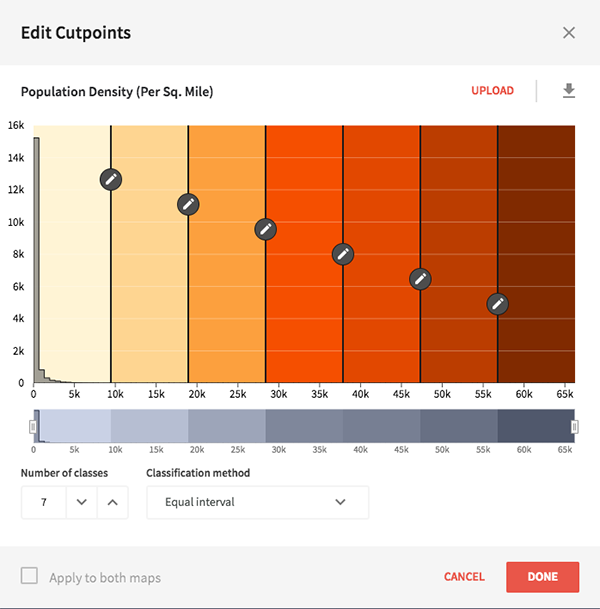 Edit Cutpoints
Population Density (Per Sq. Mile)
UPLOAD
16k
14k
12k
10k
8k
6k
4k
2k
0
0 5k 10k 15k 20k 25k 30k 35k 40k 45k 50k 55k 60k 65k
0 5k 10k 15k 20k 25k 30k 35k 40k 45k 50k 55k 60k 65k
Number of classes Classification method
7 Equal interval
Apply to both maps CANCEL DONE